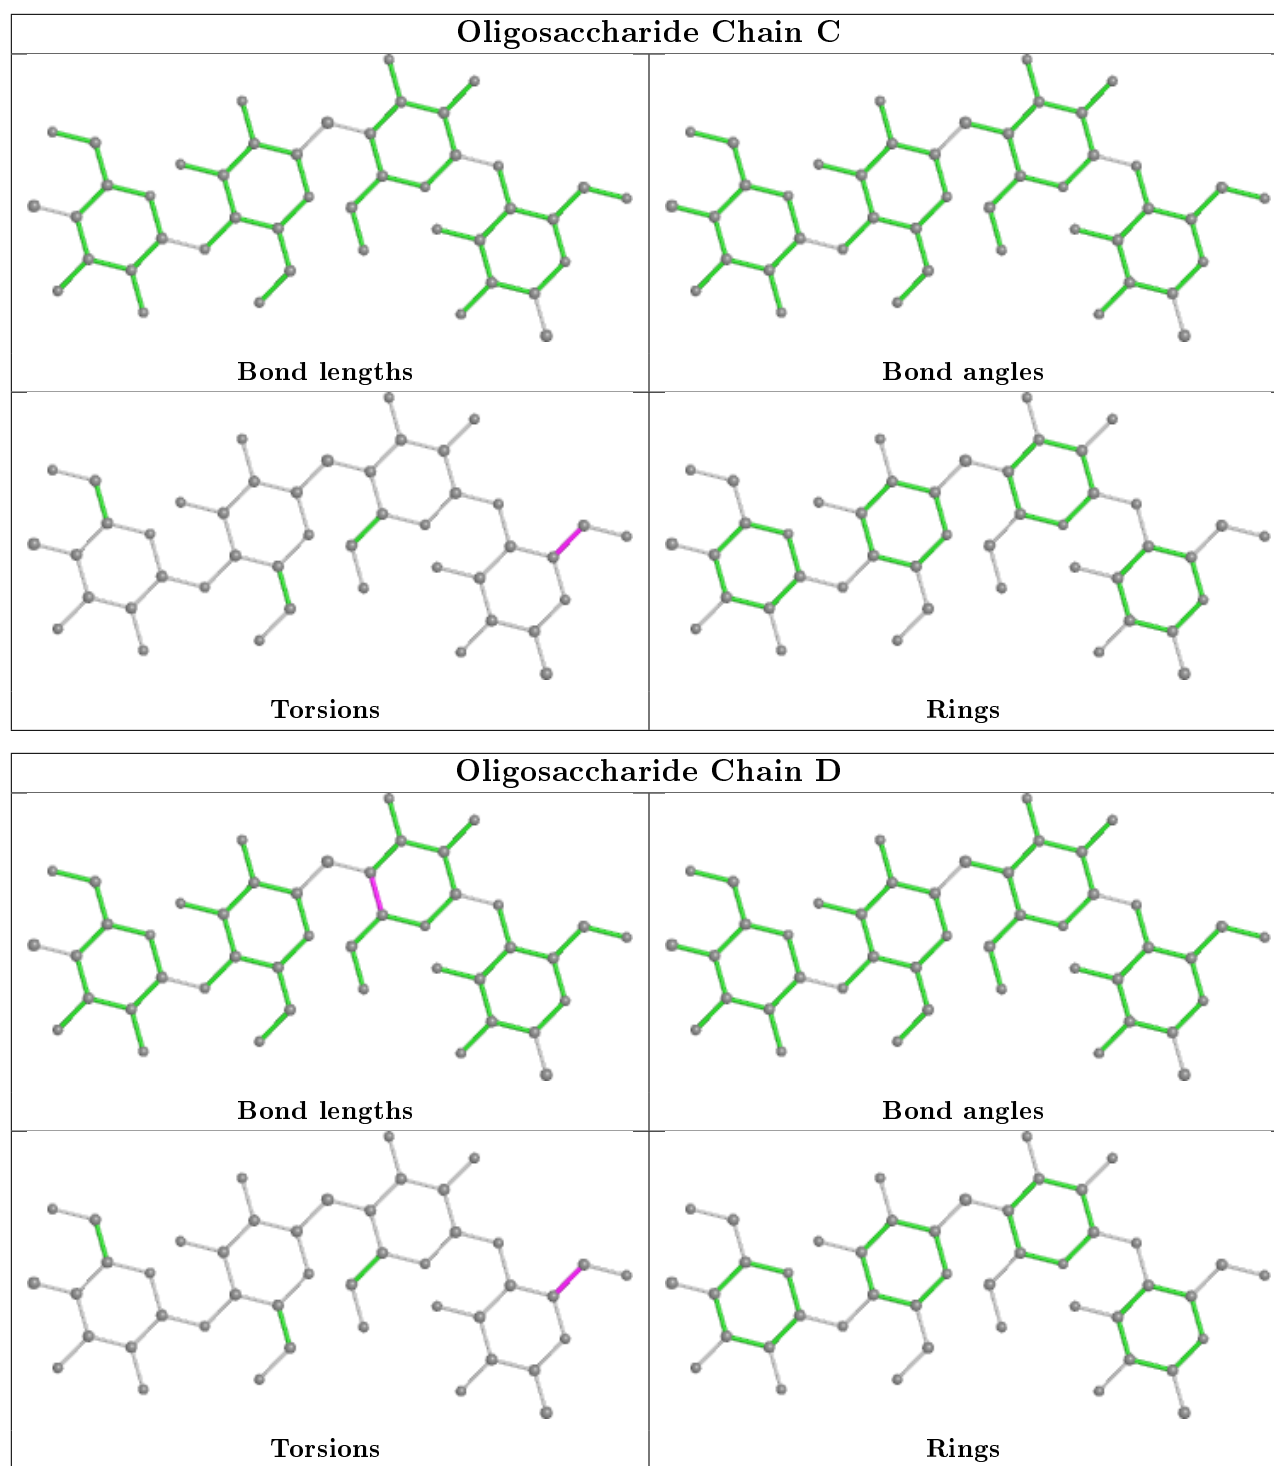 Oligosaccharide Chain C
Bond lengths
Bond angles
Torsions
Rings
Oligosaccharide Chain D
Bond lengths
Bond angles
Torsions
Rings